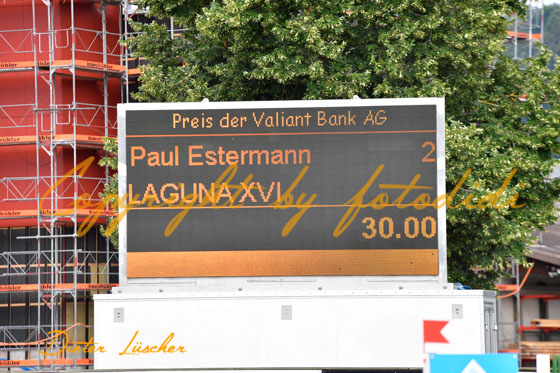 Preis der Valiant Bank AG
Paul Estermann 2
LAGUNA XVI
30.00
Copyright by fotodidi
Dieter Lüscher